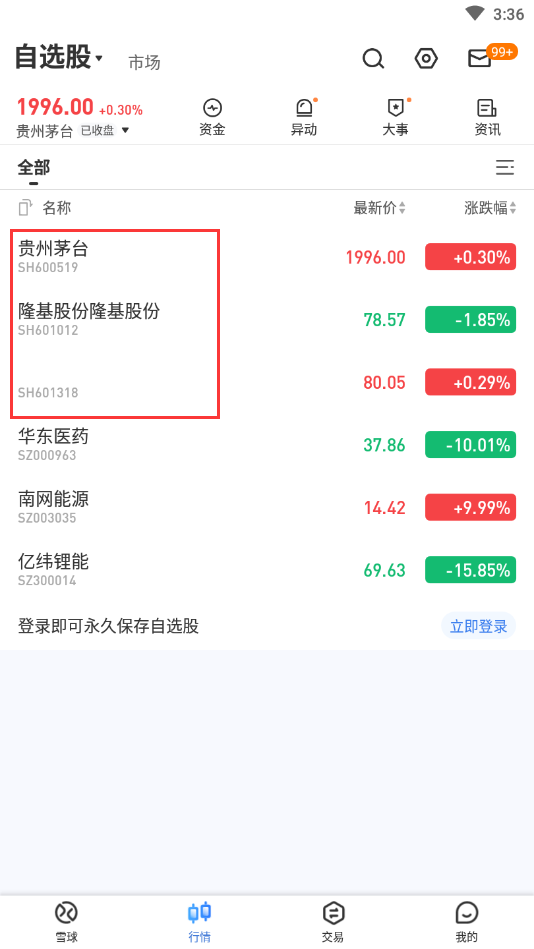 3:36
自选股 市场 99+
1996.00 +0.30%
贵州茅台 已收盘
资金 异动 大事 资讯
全部
名称 最新价 涨跌幅
贵州茅台 1996.00 +0.30%
SH600519
隆基股份隆基股份 78.57 -1.85%
SH601012
80.05 +0.29%
SH601318
华东医药 37.86 -10.01%
SZ000963
南网能源 14.42 +9.99%
SZ003035
亿纬锂能 69.63 -15.85%
SZ300014
登录即可永久保存自选股 立即登录
雪球 行情 交易 我的